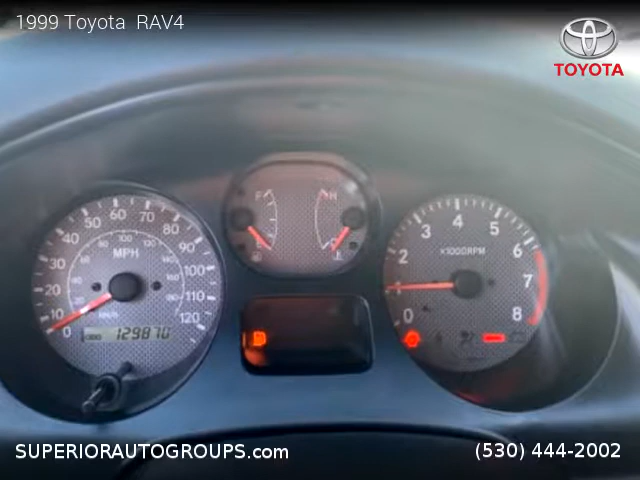 1999 Toyota RAV4
TOYOTA
F H
MPH
0 10 20 30 40 50 60 70 80 90 100 110 120
129870
D
x1000RPM
0 1 2 3 4 5 6 7 8
SUPERIORAUTOGROUPS.com
(530) 444-2002